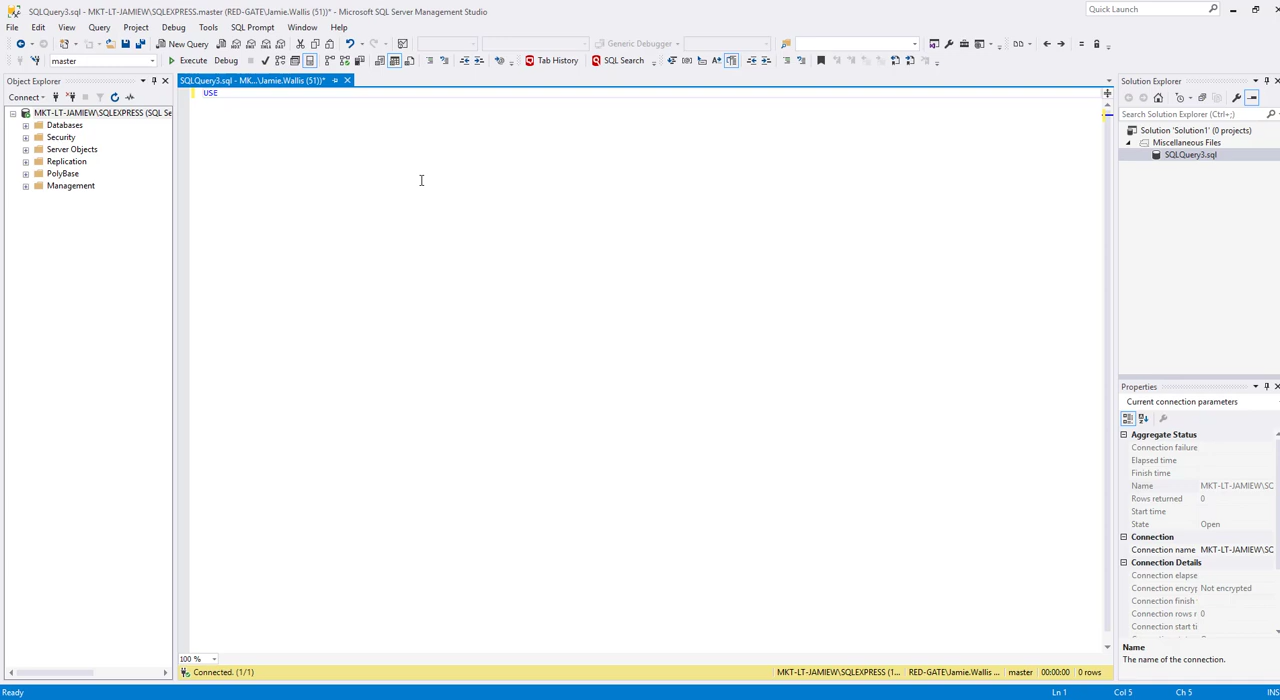 SQLQuery3.sql - MKT-LT-JAMIEW\SQLEXPRESS.master (RED-GATE\Jamie.Wallis (51))* - Microsoft SQL Server Management Studio
Quick Launch
File Edit View Query Project Debug Tools SQL Prompt Window Help
New Query
Generic Debugger
master
Execute Debug
Tab History
SQL Search
Object Explorer
SQLQuery3.sql - MK...\Jamie.Wallis (51))*
Solution Explorer
Connect
USE
Search Solution Explorer (Ctrl+;)
MKT-LT-JAMIEW\SQLEXPRESS (SQL Se
Databases
Security
Server Objects
Replication
PolyBase
Management
Solution 'Solution1' (0 projects)
Miscellaneous Files
SQLQuery3.sql
Properties
Current connection parameters
Aggregate Status
Connection failure
Elapsed time
Finish time
Name MKT-LT-JAMIEW\SC
Rows returned 0
Start time
State Open
Connection
Connection name MKT-LT-JAMIEW\SC
Connection Details
Connection elapse
Connection encryp Not encrypted
Connection finish
Connection rows r 0
Connection start ti
Name
The name of the connection.
100 %
Connected. (1/1)
MKT-LT-JAMIEW\SQLEXPRESS (1... RED-GATE\Jamie.Wallis ... master 00:00:00 0 rows
Ready
Ln 1 Col 5 Ch 5 INS